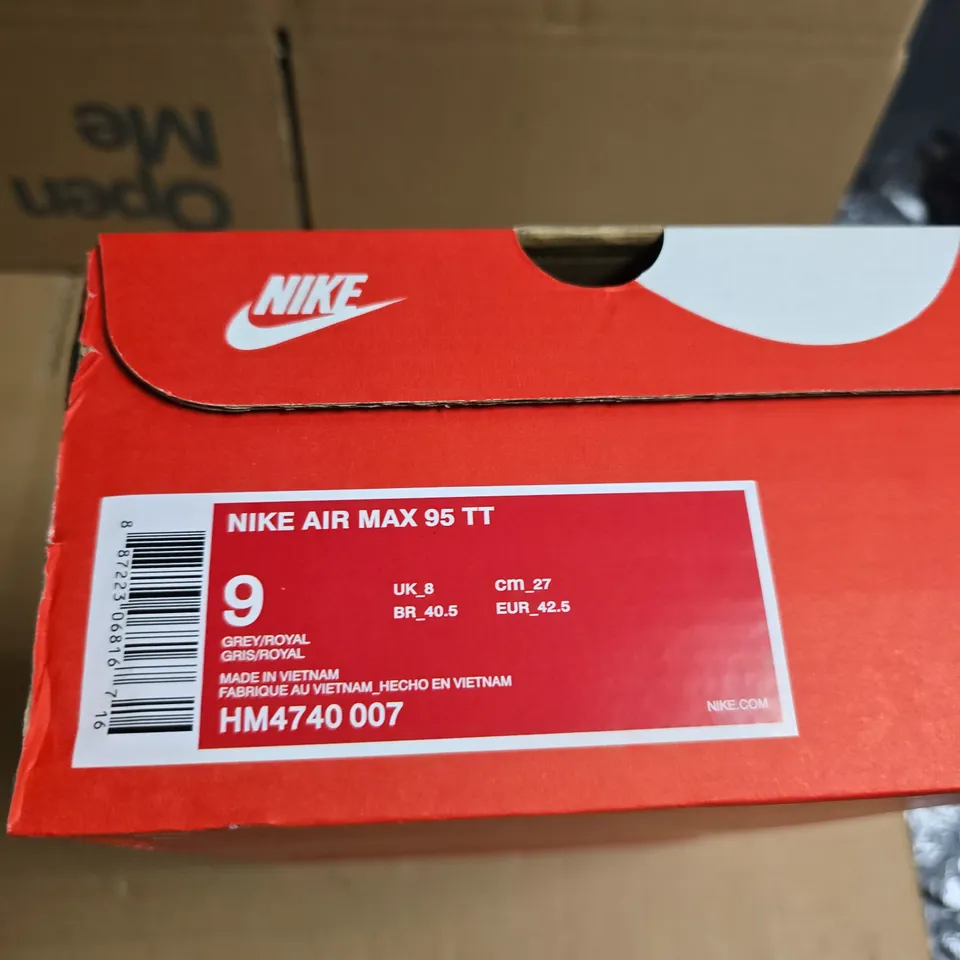 Open
Me
NIKE
NIKE AIR MAX 95 TT
9
UK_8 cm_27
BR_40.5 EUR_42.5
GREY/ROYAL
GRIS/ROYAL
MADE IN VIETNAM
FABRIQUE AU VIETNAM_HECHO EN VIETNAM
HM4740 007
NIKE.COM
8 87223 06816 7 16